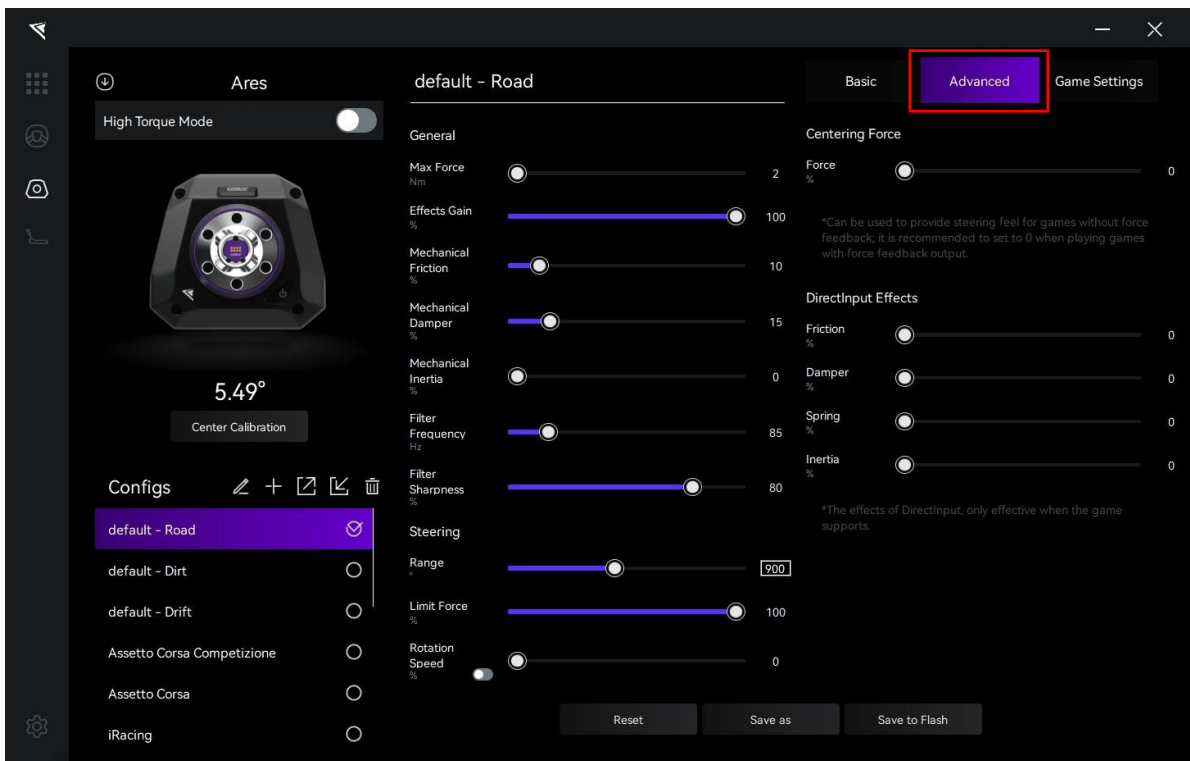 Ares
High Torque Mode
5.49°
Center Calibration
Configs
default - Road
default - Dirt
default - Drift
Assetto Corsa Competizione
Assetto Corsa
iRacing
default - Road
General
Max Force
Nm
2
Effects Gain
%
100
Mechanical
Friction
%
10
Mechanical
Damper
%
15
Mechanical
Inertia
%
0
Filter
Frequency
Hz
85
Filter
Sharpness
%
80
Steering
Range
°
900
Limit Force
%
100
Rotation
Speed
%
0
Reset
Save as
Save to Flash
Basic
Advanced
Game Settings
Centering Force
Force
%
0
*Can be used to provide steering feel for games without force
feedback; it is recommended to set to 0 when playing games
with force feedback output.
DirectInput Effects
Friction
%
0
Damper
%
0
Spring
%
0
Inertia
%
0
*The effects of DirectInput, only effective when the game
supports.